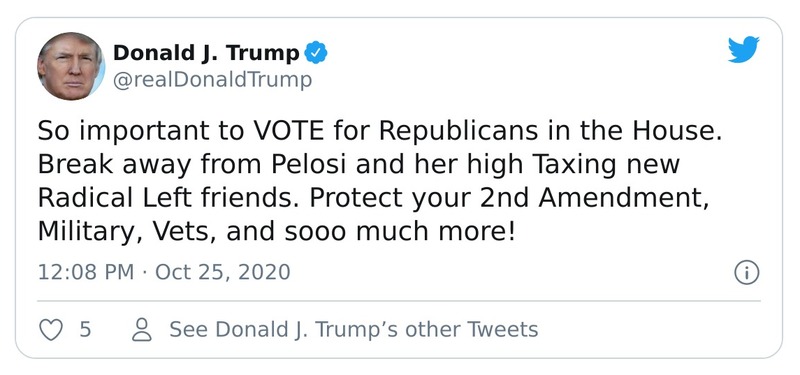 Donald J. Trump
@realDonaldTrump
So important to VOTE for Republicans in the House.
Break away from Pelosi and her high Taxing new
Radical Left friends. Protect your 2nd Amendment,
Military, Vets, and sooo much more!
12:08 PM · Oct 25, 2020
5 See Donald J. Trump’s other Tweets